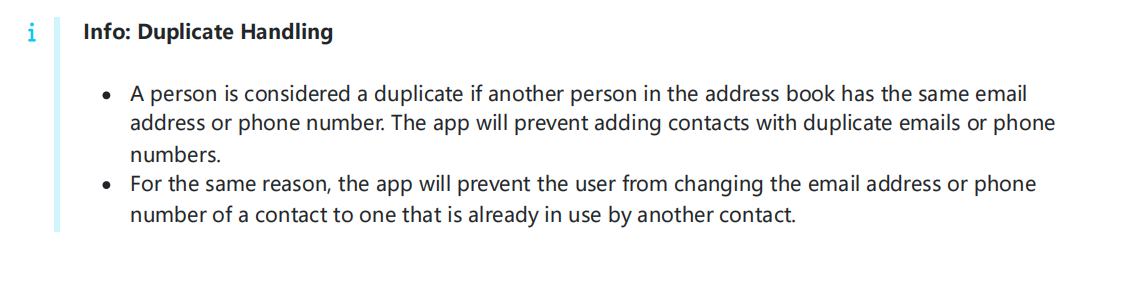 i Info: Duplicate Handling
• A person is considered a duplicate if another person in the address book has the same email
address or phone number. The app will prevent adding contacts with duplicate emails or phone
numbers.
• For the same reason, the app will prevent the user from changing the email address or phone
number of a contact to one that is already in use by another contact.